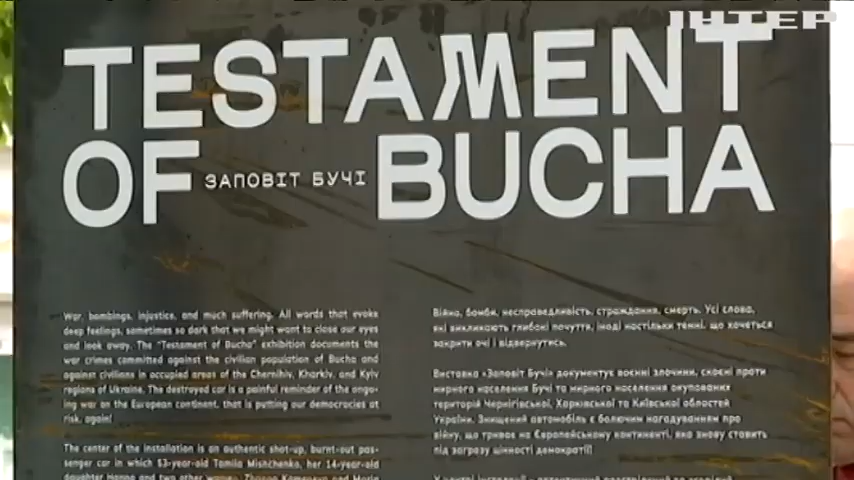 ІНТЕР
TESTAMENT
OF ЗАПОВІТ БУЧІ BUCHA
War, bombings, injustice, and much suffering. All words that evoke
deep feelings, sometimes so dark that we might want to close our eyes
and look away. The "Testament of Bucha" exhibition documents the
war crimes committed against the civilian population of Bucha and
against civilians in occupied areas of the Chernihiv, Kharkiv, and Kyiv
regions of Ukraine. The destroyed car is a painful reminder of the ongo-
ing war on the European continent, that is putting our democracies at
risk, again!
The center of the installation is an authentic shot-up, burnt-out pas-
senger car in which 53-year-old Tamila Mishchenko, her 14-year-old
daughter Hanna and two other women
Війна, бомби, несправедливість, страждання, смерть. Усі слова,
які викликають глибокі почуття, іноді настільки темні, що хочеться
закрити очі і відвернутись.
Виставка «Заповіт Бучі» документує воєнні злочини, скоєні проти
мирного населення Бучі та мирного населення окупованих
територій Чернігівської, Харківської та Київської областей
України. Знищений автомобіль є болючим нагадуванням про
війну, що триває на Європейському континенті, яка знову ставить
під загрозу цінності демократії!